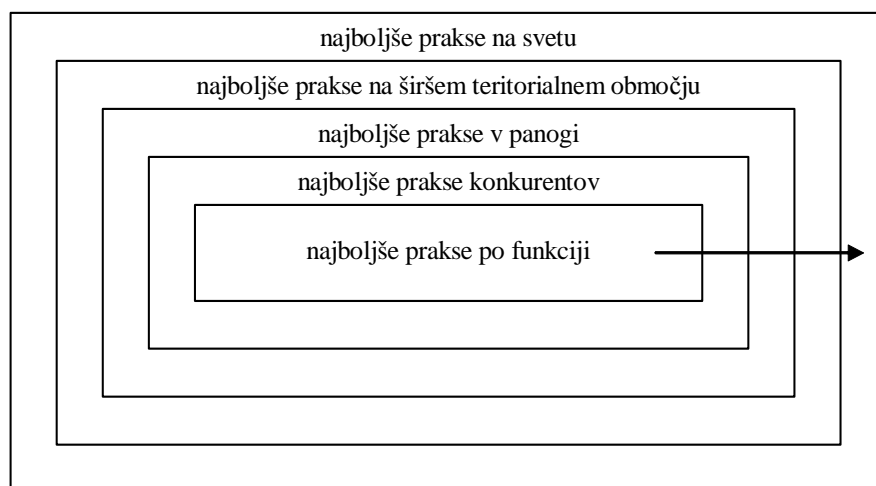 najboljše prakse na svetu
najboljše prakse na širšem teritorialnem območju
najboljše prakse v panogi
najboljše prakse konkurentov
najboljše prakse po funkciji